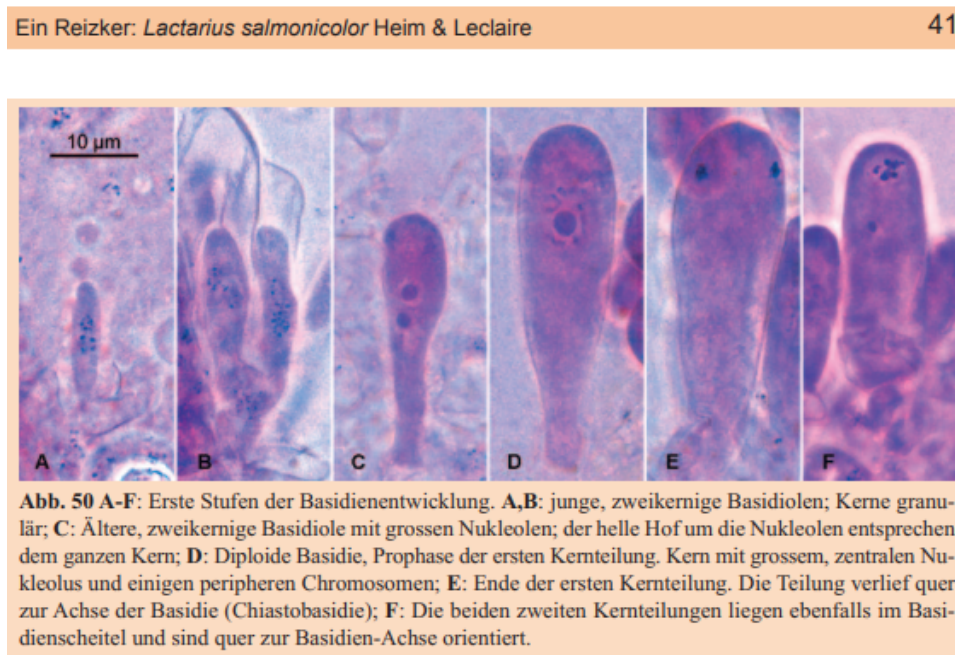 Ein Reizker: Lactarius salmonicolor Heim & Leclaire 41
10 µm
A B C D E F
Abb. 50 A-F: Erste Stufen der Basidienentwicklung. A,B: junge, zweikernige Basidiolen; Kerne granu-
lär; C: Ältere, zweikernige Basidiole mit grossen Nukleolen; der helle Hof um die Nukleolen entsprechen
dem ganzen Kern; D: Diploide Basidie, Prophase der ersten Kernteilung. Kern mit grossem, zentralen Nu-
kleolus und einigen peripheren Chromosomen; E: Ende der ersten Kernteilung. Die Teilung verlief quer
zur Achse der Basidie (Chiastobasidie); F: Die beiden zweiten Kernteilungen liegen ebenfalls im Basi-
dienscheitel und sind quer zur Basidien-Achse orientiert.